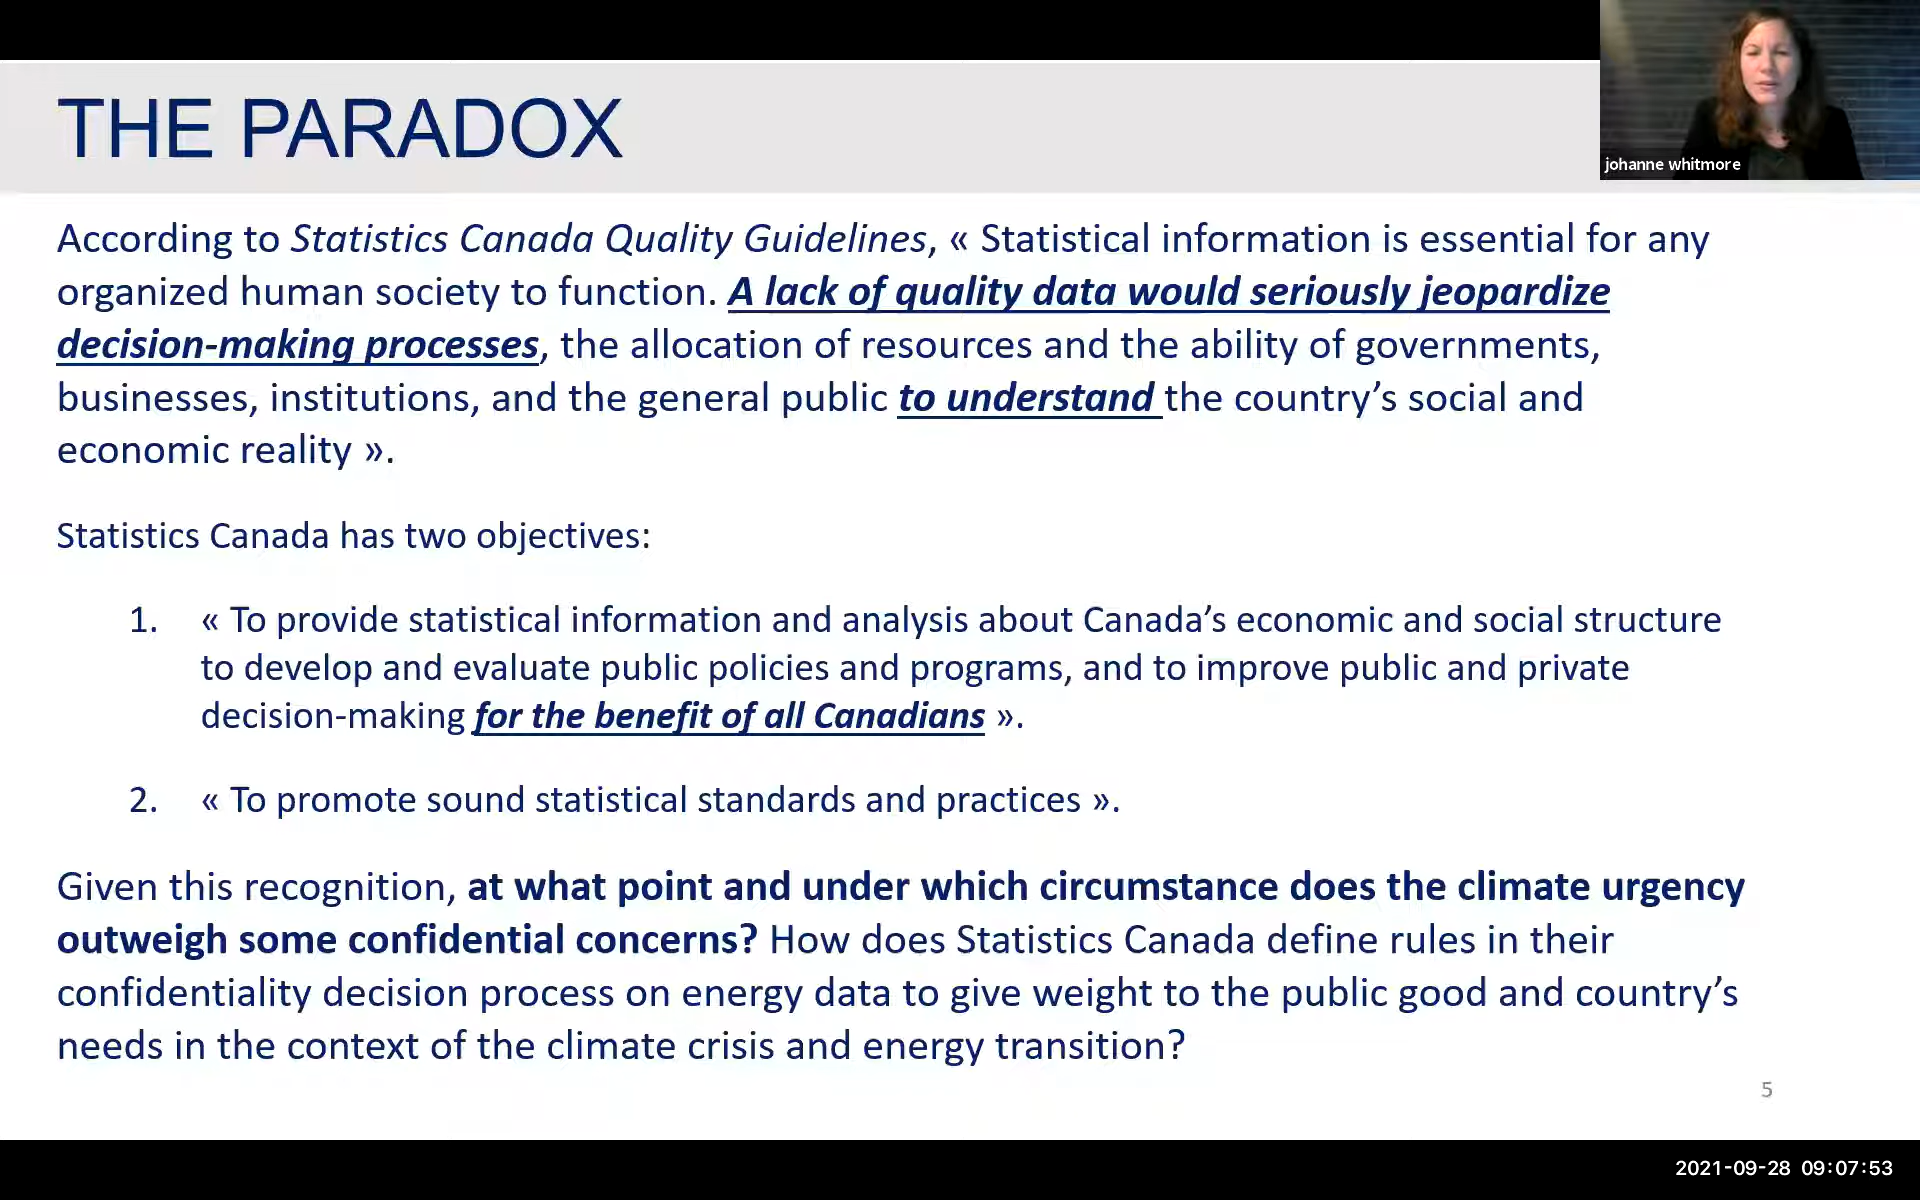 THE PARADOX
johanne whitmore
According to Statistics Canada Quality Guidelines, « Statistical information is essential for any
organized human society to function. A lack of quality data would seriously jeopardize
decision-making processes, the allocation of resources and the ability of governments,
businesses, institutions, and the general public to understand the country’s social and
economic reality ».
Statistics Canada has two objectives:
1. « To provide statistical information and analysis about Canada’s economic and social structure
to develop and evaluate public policies and programs, and to improve public and private
decision-making for the benefit of all Canadians ».
2. « To promote sound statistical standards and practices ».
Given this recognition, at what point and under which circumstance does the climate urgency
outweigh some confidential concerns? How does Statistics Canada define rules in their
confidentiality decision process on energy data to give weight to the public good and country’s
needs in the context of the climate crisis and energy transition?
5
2021-09-28 09:07:53